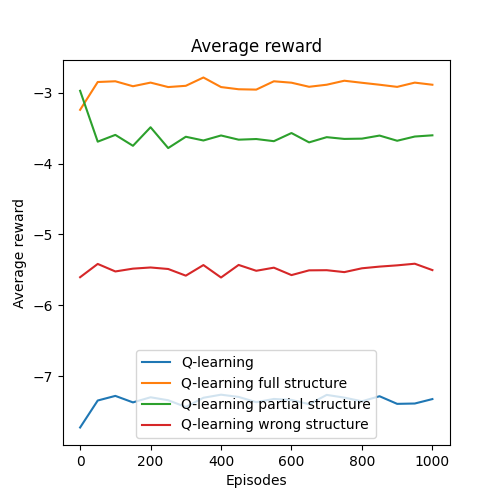 Average reward
−3
−4
−5
−6
−7
Average reward
Q-learning
Q-learning full structure
Q-learning partial structure
Q-learning wrong structure
0 200 400 600 800 1000
Episodes